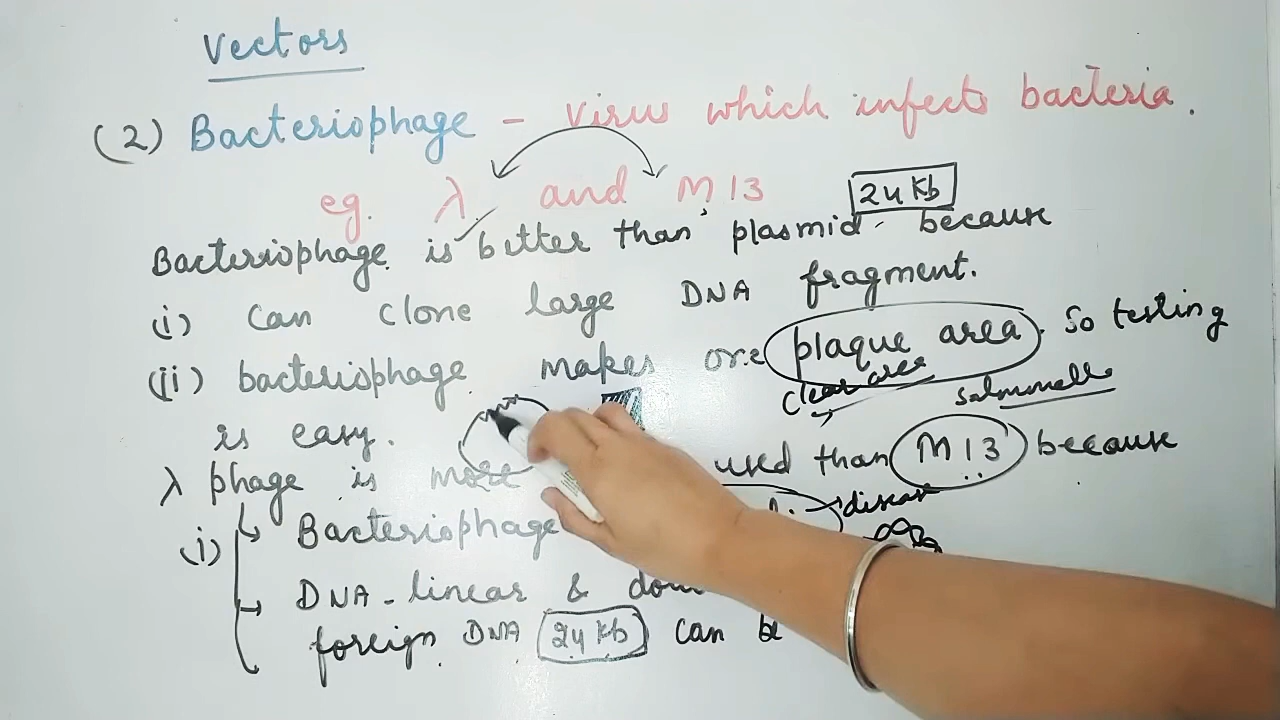 Vectors
(2) Bacteriophage - Virus which infects bacteria.
eg. λ and M13 24 Kb
Bacteriophage is better than plasmid because
(i) can clone large DNA fragment.
(ii) bacteriophage makes one plaque area. So testing
clear area
is easy.
λ phage is more used than M13 because
disease
(i) Bacteriophage
DNA - linear &
foreign DNA 24 Kb can be